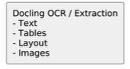 Docling OCR / Extraction
- Text
- Tables
- Layout
- Images